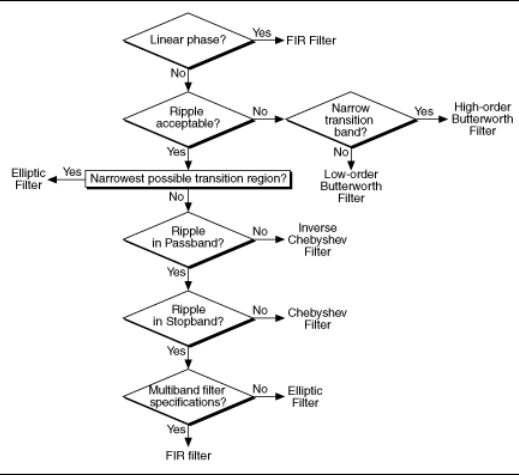 Linear phase?
Yes
FIR Filter
No
Ripple
acceptable?
No
Narrow
transition
band?
Yes
High-order
Butterworth
Filter
No
Low-order
Butterworth
Filter
Yes
Narrowest possible transition region?
Yes
Elliptic
Filter
No
Ripple
in Passband?
No
Inverse
Chebyshev
Filter
Yes
Ripple
in Stopband?
No
Chebyshev
Filter
Yes
Multiband filter
specifications?
No
Elliptic
Filter
Yes
FIR filter